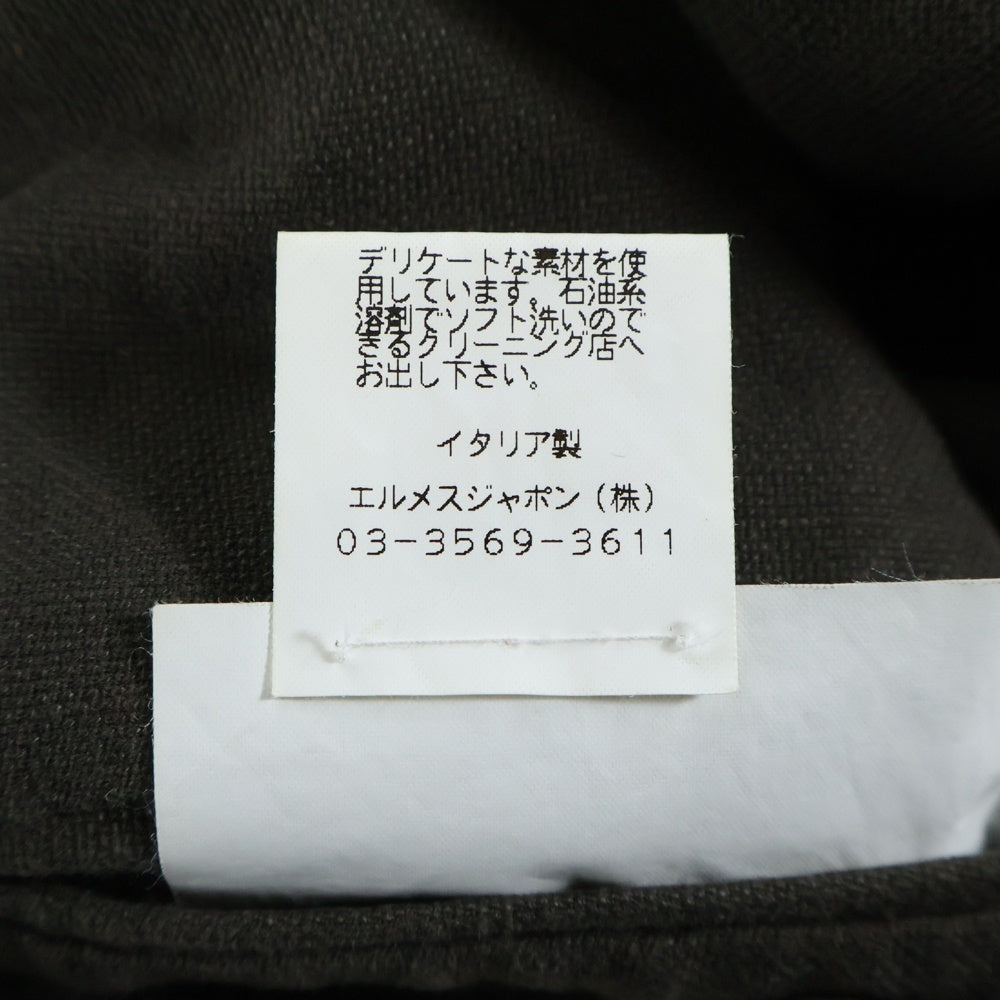 デリケートな素材を使
用しています。石油系
溶剤でソフト洗いので
きるクリーニング店へ
お出し下さい。
イタリア製
エルメスジャポン（株）
03-3569-3611